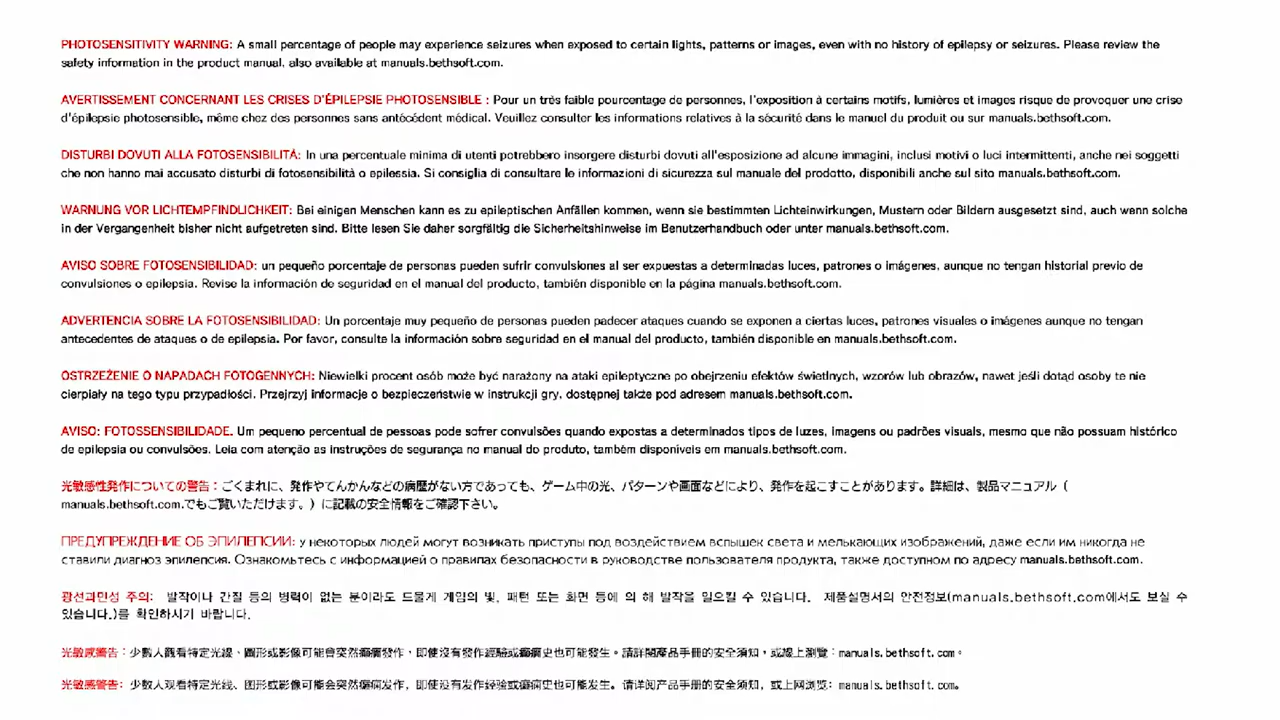 PHOTOSENSITIVITY WARNING: A small percentage of people may experience seizures when exposed to certain lights, patterns or images, even with no history of epilepsy or seizures. Please review the
safety information in the product manual, also available at manuals.bethsoft.com.
AVERTISSEMENT CONCERNANT LES CRISES D'ÉPILEPSIE PHOTOSENSIBLE : Pour un très faible pourcentage de personnes, l'exposition à certains motifs, lumières et images risque de provoquer une crise
d'épilepsie photosensible, même chez des personnes sans antécédent médical. Veuillez consulter les informations relatives à la sécurité dans le manuel du produit ou sur manuals.bethsoft.com.
DISTURBI DOVUTI ALLA FOTOSENSIBILITÀ: In una percentuale minima di utenti potrebbero insorgere disturbi dovuti all'esposizione ad alcune immagini, inclusi motivi o luci intermittenti, anche nei soggetti
che non hanno mai accusato disturbi di fotosensibilità o epilessia. Si consiglia di consultare le informazioni di sicurezza sul manuale del prodotto, disponibili anche sul sito manuals.bethsoft.com.
WARNUNG VOR LICHTEMPFINDLICHKEIT: Bei einigen Menschen kann es zu epileptischen Anfällen kommen, wenn sie bestimmten Lichteinwirkungen, Mustern oder Bildern ausgesetzt sind, auch wenn solche
in der Vergangenheit bisher nicht aufgetreten sind. Bitte lesen Sie daher sorgfältig die Sicherheitshinweise im Benutzerhandbuch oder unter manuals.bethsoft.com.
AVISO SOBRE FOTOSENSIBILIDAD: un pequeño porcentaje de personas pueden sufrir convulsiones al ser expuestas a determinadas luces, patrones o imágenes, aunque no tengan historial previo de
convulsiones o epilepsia. Revise la información de seguridad en el manual del producto, también disponible en la página manuals.bethsoft.com.
ADVERTENCIA SOBRE LA FOTOSENSIBILIDAD: Un porcentaje muy pequeño de personas pueden padecer ataques cuando se exponen a ciertas luces, patrones visuales o imágenes aunque no tengan
antecedentes de ataques o de epilepsia. Por favor, consulte la información sobre seguridad en el manual del producto, también disponible en manuals.bethsoft.com.
OSTRZEŻENIE O NAPADACH FOTOGENNYCH: Niewielki procent osób może być narażony na ataki epileptyczne po obejrzeniu efektów świetlnych, wzorów lub obrazów, nawet jeśli dotąd osoby te nie
cierpiały na tego typu przypadłości. Przejrzyj informacje o bezpieczeństwie w instrukcji gry, dostępnej także pod adresem manuals.bethsoft.com.
AVISO: FOTOSSENSIBILIDADE. Um pequeno percentual de pessoas pode sofrer convulsões quando expostas a determinados tipos de luzes, imagens ou padrões visuais, mesmo que não possuam histórico
de epilepsia ou convulsões. Leia com atenção as instruções de segurança no manual do produto, também disponíveis em manuals.bethsoft.com.
光敏感性発作についての警告：ごくまれに、発作やてんかんなどの病歴がない方であっても、ゲーム中の光、パターンや画面などにより、発作を起こすことがあります。詳細は、製品マニュアル（
manuals.bethsoft.com.でもご覧いただけます。）に記載の安全情報をご確認下さい。
ПРЕДУПРЕЖДЕНИЕ ОБ ЭПИЛЕПСИИ: у некоторых людей могут возникать приступы под воздействием вспышек света и мелькающих изображений, даже если им никогда не
ставили диагноз эпилепсия. Ознакомьтесь с информацией о правилах безопасности в руководстве пользователя продукта, также доступном по адресу manuals.bethsoft.com.
광선과민성 주의: 발작이나 간질 등의 병력이 없는 분이라도 드물게 게임의 빛, 패턴 또는 화면 등에 의 해 발작을 일으킬 수 있습니다. 제품설명서의 안전정보(manuals.bethsoft.com에서도 보실 수
있습니다.)를 확인하시기 바랍니다.
光敏感警告：少數人觀看特定光線、圖形或影像可能會突然癲癇發作，即使沒有發作經驗或癲癇史也可能發生。請詳閱產品手冊的安全須知，或線上瀏覽：manuals.bethsoft.com。
光敏感警告：少数人观看特定光线、图形或影像可能会突然癫痫发作，即使没有发作经验或癫痫史也可能发生。请详阅产品手册的安全须知，或上网浏览：manuals.bethsoft.com。